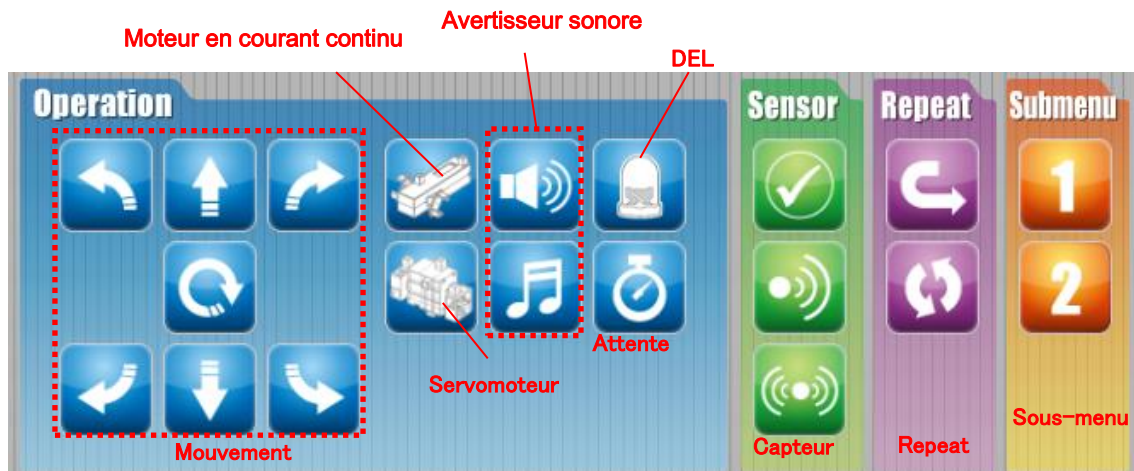 Avertisseur sonore
Moteur en courant continu
DEL
Operation
Sensor
Repeat
Submenu
1
2
Attente
Servomoteur
Mouvement
Capteur
Repeat
Sous-menu